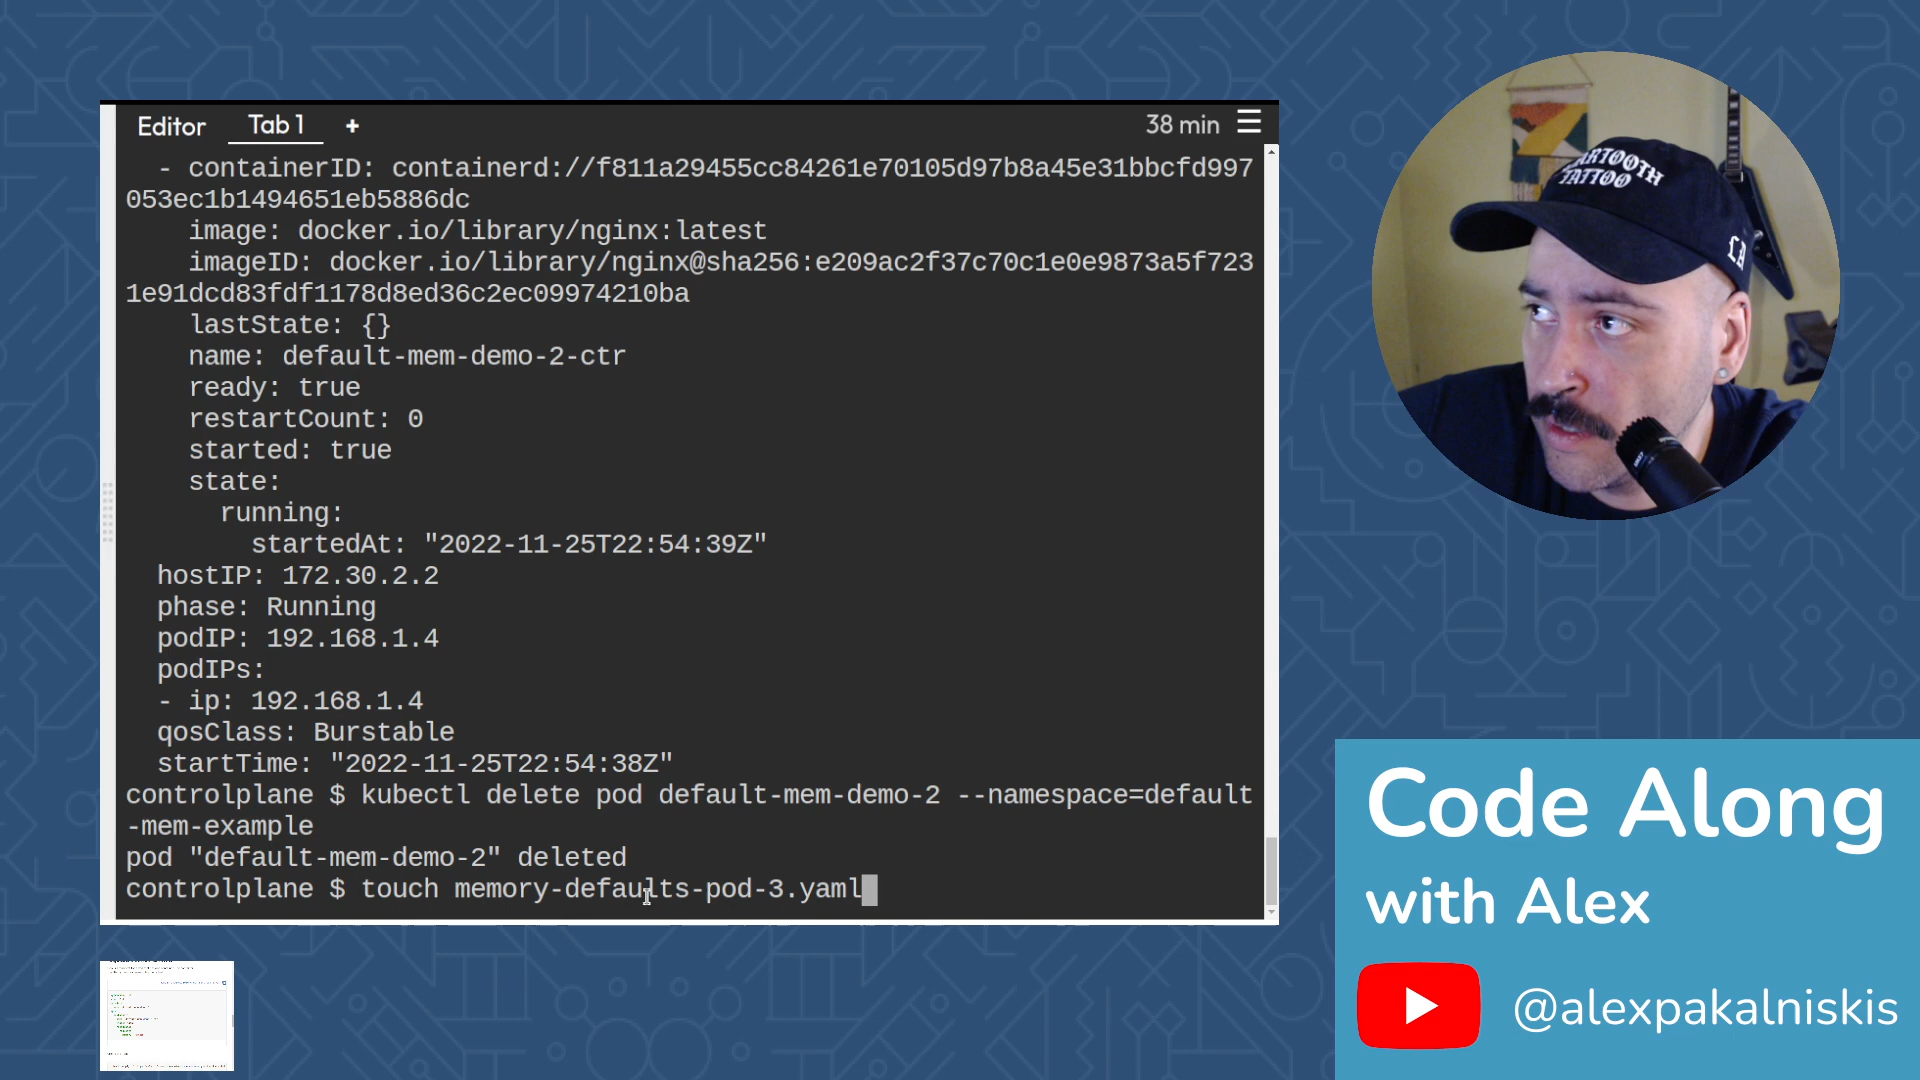 Editor Tab 1 + 38 min
- containerID: containerd://f811a29455cc84261e70105d97b8a45e31bbcfd997
053ec1b1494651eb5886dc
image: docker.io/library/nginx:latest
imageID: docker.io/library/nginx@sha256:e209ac2f37c70c1e0e9873a5f723
1e91dcd83fdf1178d8ed36c2ec09974210ba
lastState: {}
name: default-mem-demo-2-ctr
ready: true
restartCount: 0
started: true
state:
running:
startedAt: "2022-11-25T22:54:39Z"
hostIP: 172.30.2.2
phase: Running
podIP: 192.168.1.4
podIPs:
- ip: 192.168.1.4
qosClass: Burstable
startTime: "2022-11-25T22:54:38Z"
controlplane $ kubectl delete pod default-mem-demo-2 --namespace=default
-mem-example
pod "default-mem-demo-2" deleted
controlplane $ touch memory-defaults-pod-3.yaml
TATTOO
LA
Code Along
with Alex
@alexpakalniskis